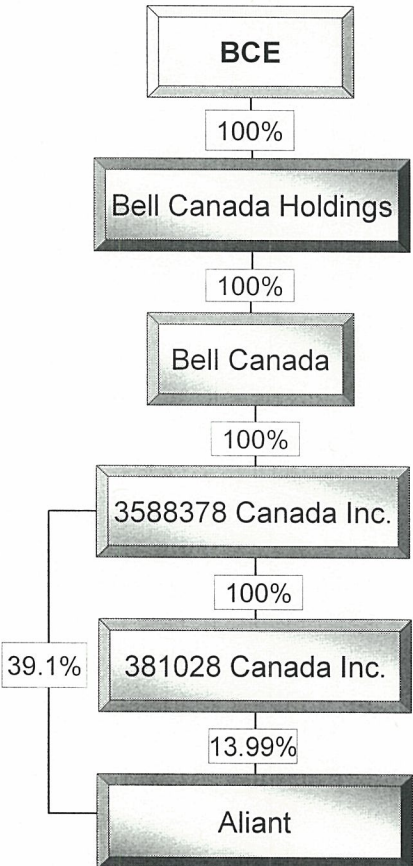 BCE
100%
Bell Canada Holdings
100%
Bell Canada
100%
3588378 Canada Inc.
100%
39.1%
381028 Canada Inc.
13.99%
Aliant